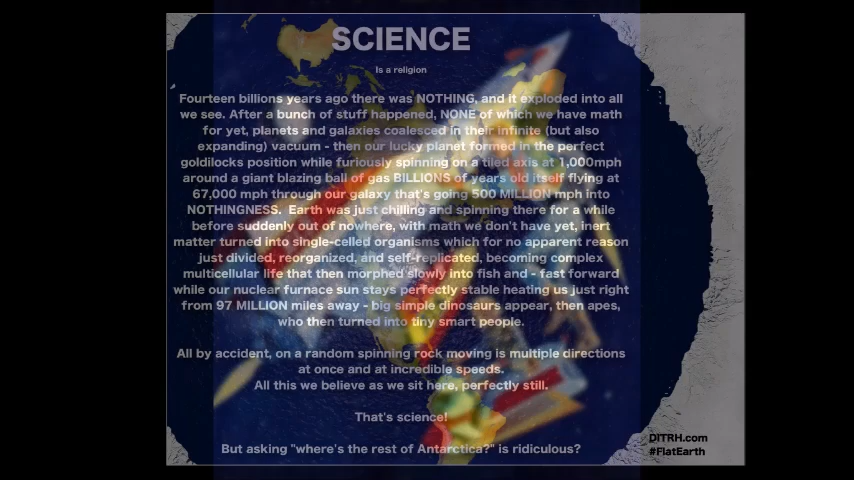 SCIENCE
Is a religion
Fourteen billions years ago there was NOTHING, and it exploded into all
we see. After a bunch of stuff happened, NONE of which we have math
for yet, planets and galaxies coalesced in their infinite (but also
expanding) vacuum - then our lucky planet formed in the perfect
goldilocks position while furiously spinning on a tiled axis at 1,000mph
around a giant blazing ball of gas BILLIONS of years old itself flying at
67,000 mph through our galaxy that's going 500 MILLION mph into
NOTHINGNESS. Earth was just chilling and spinning there for a while
before suddenly out of nowhere, with math we don't have yet, inert
matter turned into single-celled organisms which for no apparent reason
just divided, reorganized, and self-replicated, becoming complex
multicellular life that then morphed slowly into fish and - fast forward
while our nuclear furnace sun stays perfectly stable heating us just right
from 97 MILLION miles away - big simple dinosaurs appear, then apes,
who then turned into tiny smart people.
All by accident, on a random spinning rock moving is multiple directions
at once and at incredible speeds.
All this we believe as we sit here, perfectly still.
That's science!
But asking "where's the rest of Antarctica?" is ridiculous?
DITRH.com
#FlatEarth